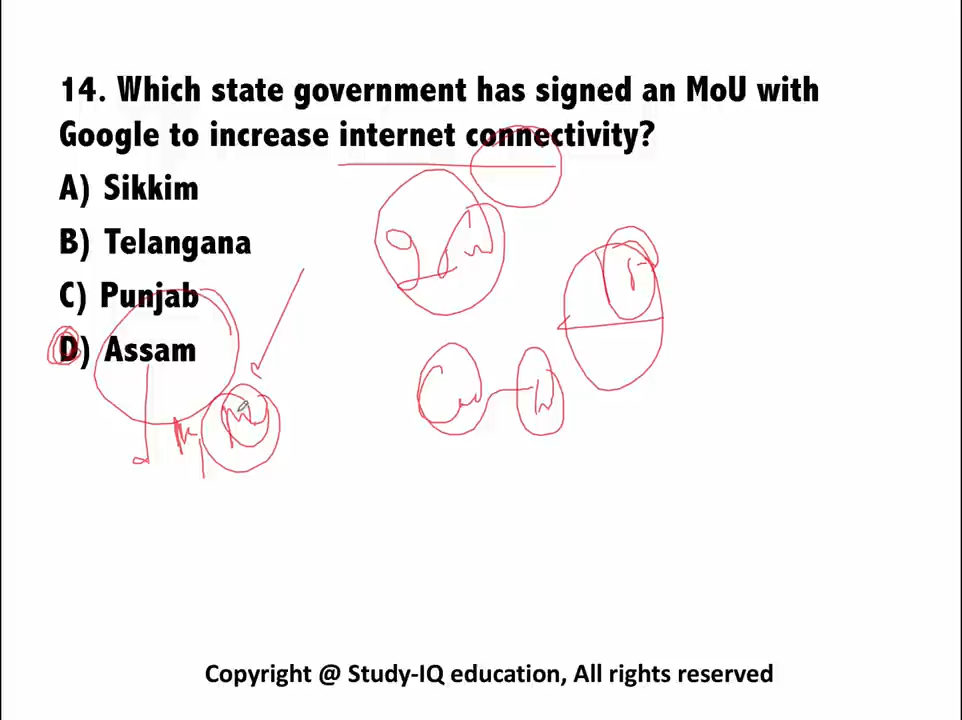 14. Which state government has signed an MoU with
Google to increase internet connectivity?
A) Sikkim
B) Telangana
C) Punjab
D) Assam
Copyright @ Study-IQ education, All rights reserved